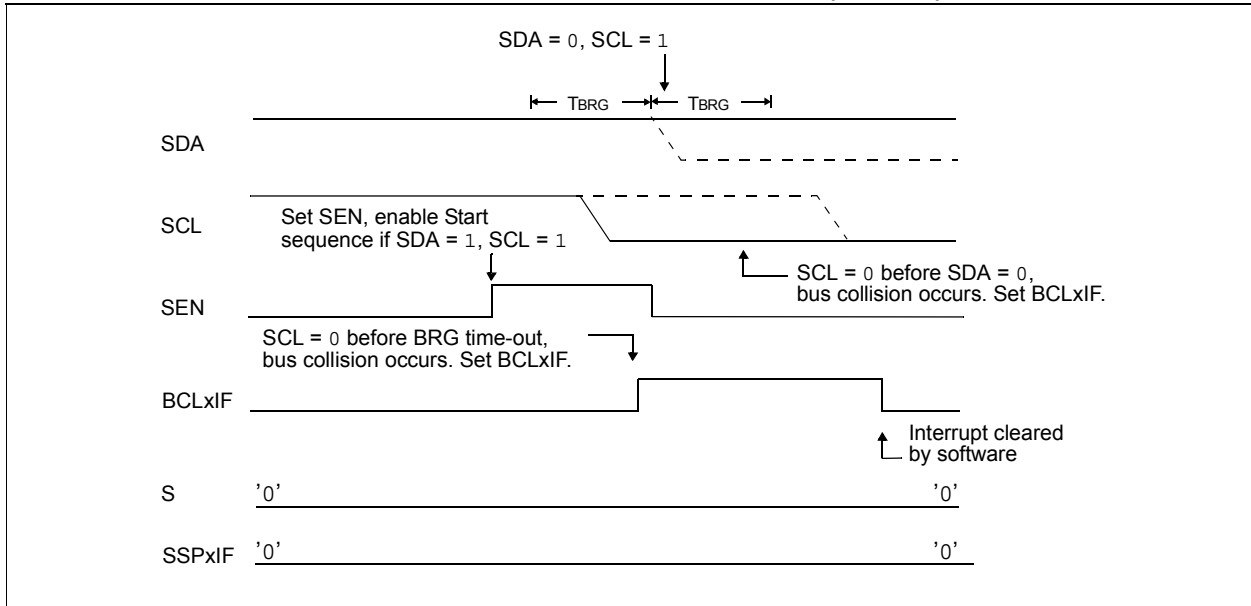 SDA = 0, SCL = 1
TBRG TBRG
SDA
SCL
Set SEN, enable Start
sequence if SDA = 1, SCL = 1
SCL = 0 before SDA = 0,
bus collision occurs. Set BCLxIF.
SEN
SCL = 0 before BRG time-out,
bus collision occurs. Set BCLxIF.
BCLxIF
Interrupt cleared
by software
S '0' '0'
SSPxIF '0' '0'